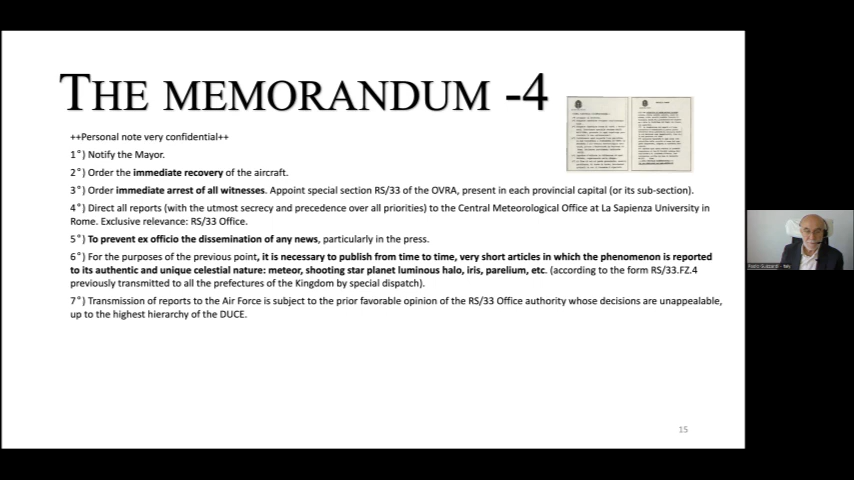 THE MEMORANDUM -4
++Personal note very confidential++
1°) Notify the Mayor.
2°) Order the immediate recovery of the aircraft.
3°) Order immediate arrest of all witnesses. Appoint special section RS/33 of the OVRA, present in each provincial capital (or its sub-section).
4°) Direct all reports (with the utmost secrecy and precedence over all priorities) to the Central Meteorological Office at La Sapienza University in
Rome. Exclusive relevance: RS/33 Office.
5°) To prevent ex officio the dissemination of any news, particularly in the press.
6°) For the purposes of the previous point, it is necessary to publish from time to time, very short articles in which the phenomenon is reported
to its authentic and unique celestial nature: meteor, shooting star planet luminous halo, iris, parelium, etc. (according to the form RS/33.FZ.4
previously transmitted to all the prefectures of the Kingdom by special dispatch).
7°) Transmission of reports to the Air Force is subject to the prior favorable opinion of the RS/33 Office authority whose decisions are unappealable,
up to the highest hierarchy of the DUCE.
15